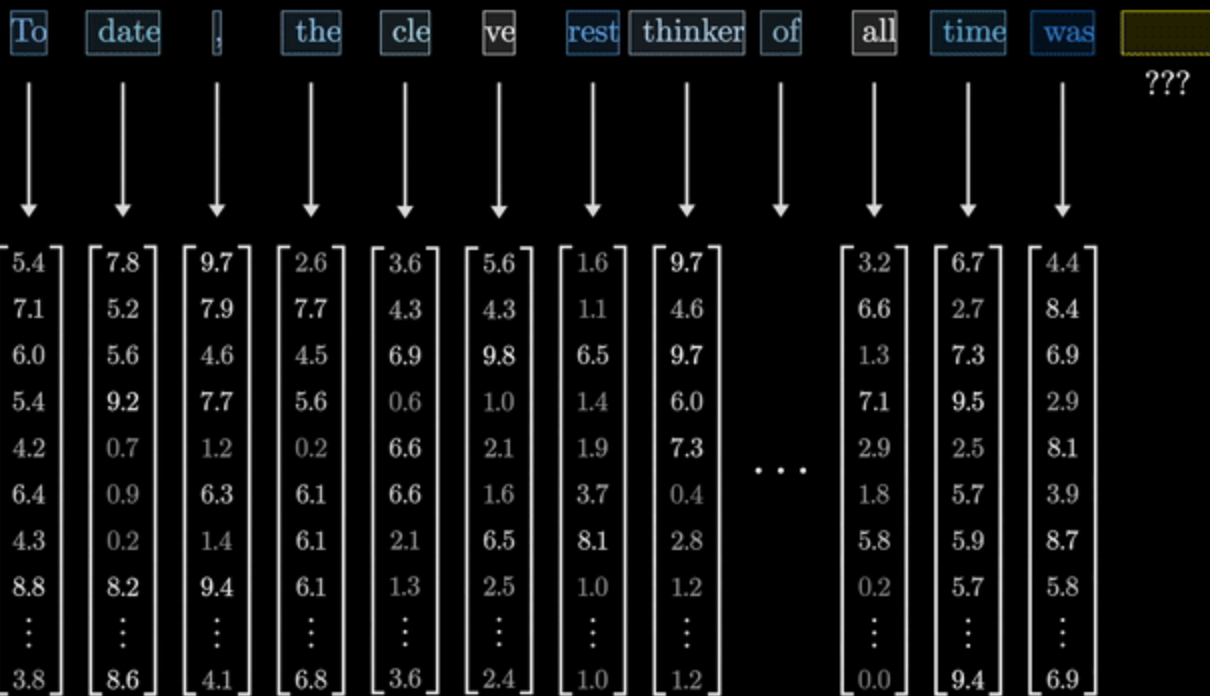 To date , the cle ve rest thinker of all time was
???
5.4 7.8 9.7 2.6 3.6 5.6 1.6 9.7 3.2 6.7 4.4
7.1 5.2 7.9 7.7 4.3 4.3 1.1 4.6 6.6 2.7 8.4
6.0 5.6 4.6 4.5 6.9 9.8 6.5 9.7 1.3 7.3 6.9
5.4 9.2 7.7 5.6 0.6 1.0 1.4 6.0 7.1 9.5 2.9
4.2 0.7 1.2 0.2 6.6 2.1 1.9 7.3 ... 2.9 2.5 8.1
6.4 0.9 6.3 6.1 6.6 1.6 3.7 0.4 1.8 5.7 3.9
4.3 0.2 1.4 6.1 2.1 6.5 8.1 2.8 5.8 5.9 8.7
8.8 8.2 9.4 6.1 1.3 2.5 1.0 1.2 0.2 5.7 5.8
⋮ ⋮ ⋮ ⋮ ⋮ ⋮ ⋮ ⋮ ⋮ ⋮ ⋮
3.8 8.6 4.1 6.8 3.6 2.4 1.0 1.2 0.0 9.4 6.9